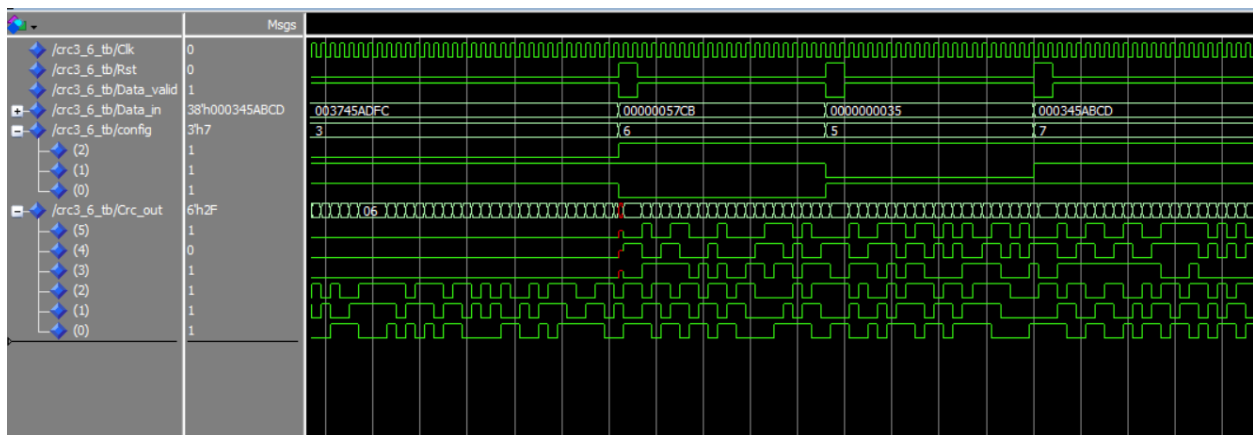 Msgs
/crc3_6_tb/Clk 0
/crc3_6_tb/Rst 0
/crc3_6_tb/Data_valid 1
/crc3_6_tb/Data_in 38'h000345ABCD 003745ADFC 00000057CB 0000000035 000345ABCD
/crc3_6_tb/config 3'h7 3 6 5 7
(2) 1
(1) 1
(0) 1
/crc3_6_tb/Crc_out 6'h2F 06
(5) 1
(4) 0
(3) 1
(2) 1
(1) 1
(0) 1